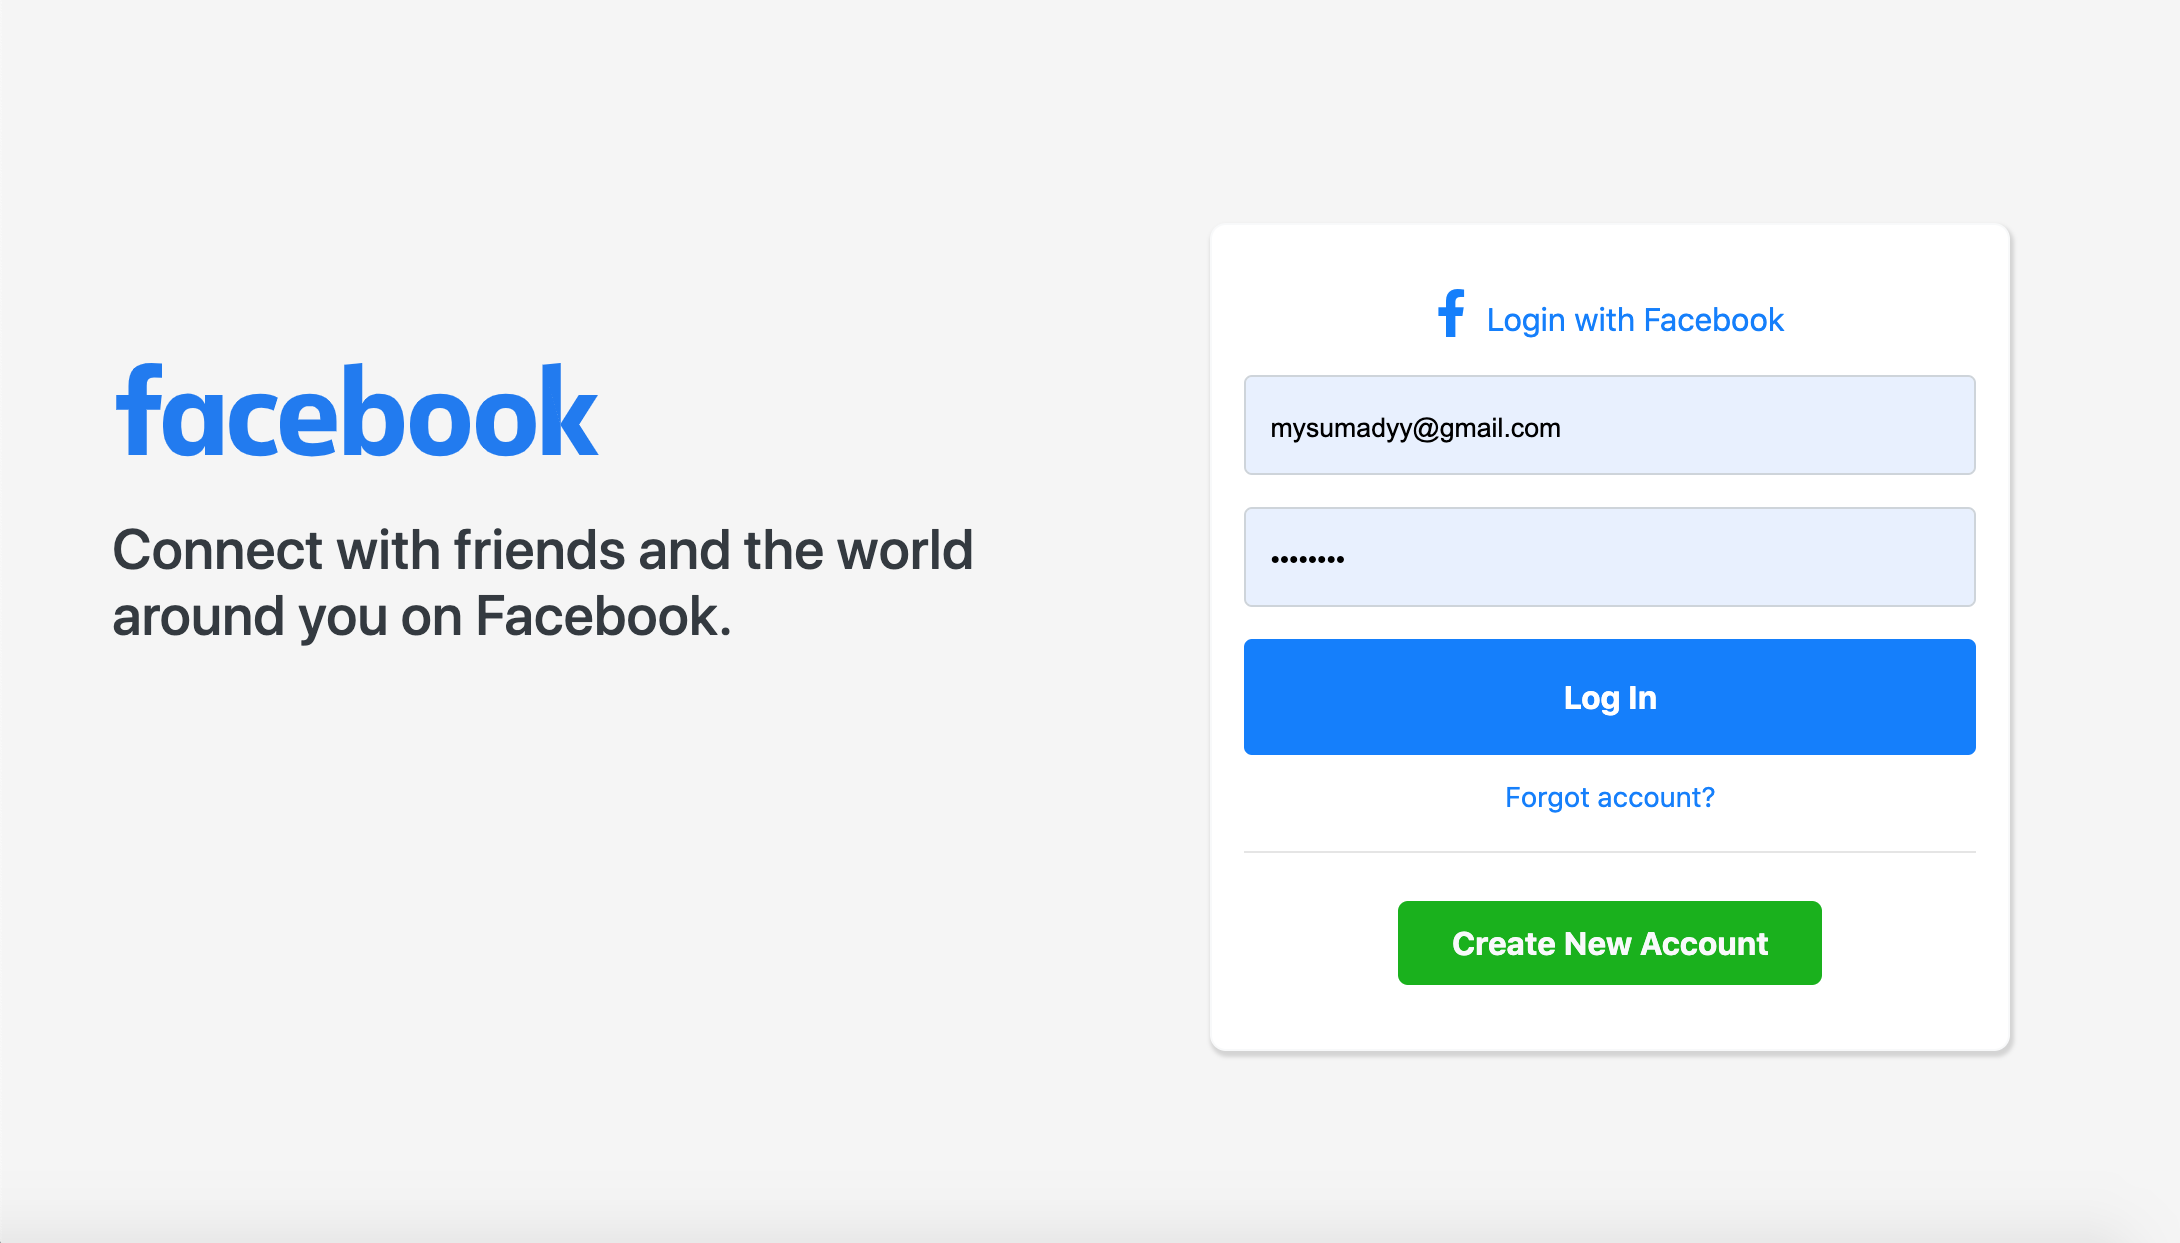 facebook
Connect with friends and the world
around you on Facebook.
Login with Facebook
mysumadyy@gmail.com
••••••••
Log In
Forgot account?
Create New Account